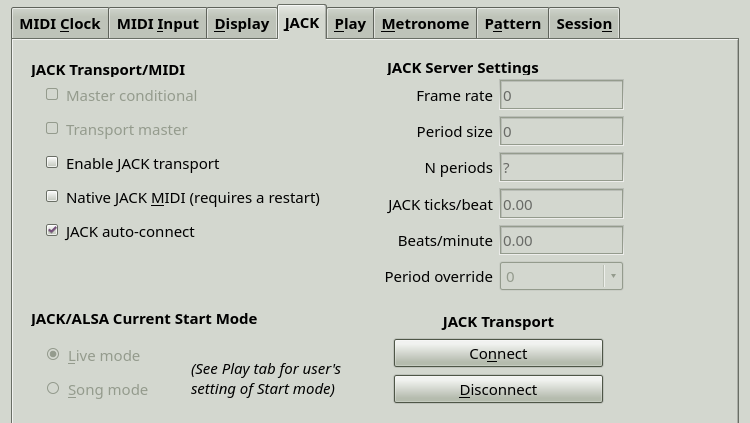 MIDI Clock MIDI Input Display JACK Play Metronome Pattern Session
JACK Transport/MIDI
Master conditional
Transport master
Enable JACK transport
Native JACK MIDI (requires a restart)
JACK auto-connect
JACK Server Settings
Frame rate 0
Period size 0
N periods ?
JACK ticks/beat 0.00
Beats/minute 0.00
Period override 0
JACK/ALSA Current Start Mode
Live mode
Song mode
(See Play tab for user's
setting of Start mode)
JACK Transport
Connect
Disconnect